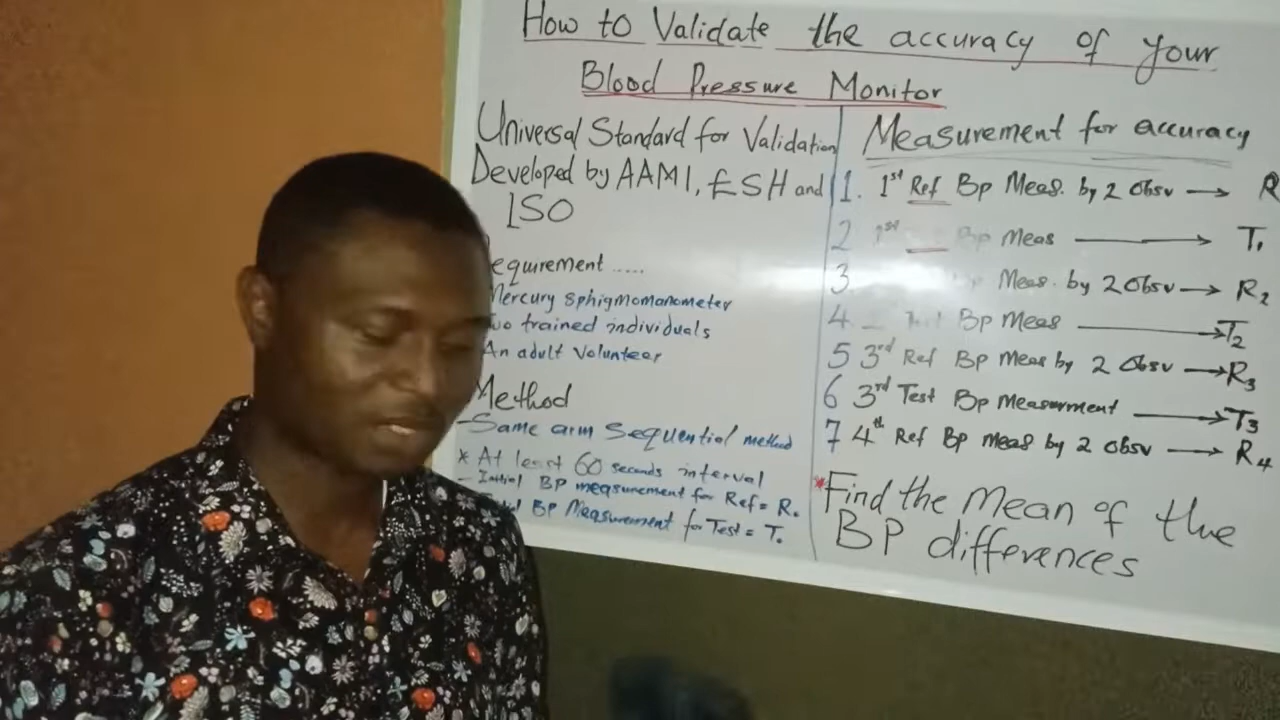 How to Validate the accuracy of your
Blood Pressure Monitor
Universal Standard for Validation
Developed by AAMI, ESH and
ISO
equirement .....
Mercury Sphigmomanometer
two trained individuals
An adult Volunteer
Method
- Same arm Sequential method
* At least 60 seconds interval
- Initial BP measurement for Ref = R.
BP Measurement for Test = T.
Measurement for accuracy
1. 1st Ref Bp Meas. by 2 Obsv → R
2 1st Bp Meas → T1
3 Meas. by 2 Obsv → R2
4 Test Bp Meas → T2
5 3rd Ref Bp Meas by 2 Obsv → R3
6 3rd Test Bp Measurment → T3
7 4th Ref Bp Meas by 2 Obsv → R4
*Find the Mean of the
BP differences